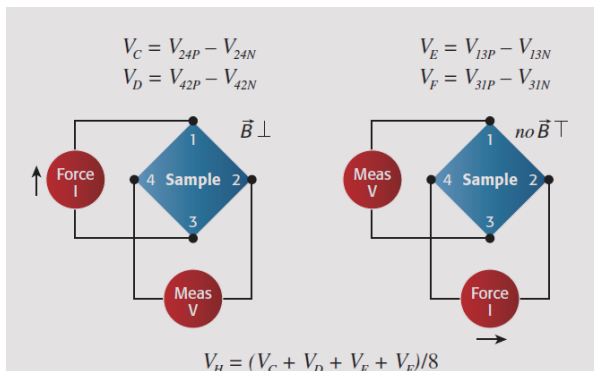 V_C = V_24P – V_24N
V_D = V_42P – V_42N
V_E = V_13P – V_13N
V_F = V_31P – V_31N
B⃗ ⊥
1
Force
I
4 Sample 2
3
Meas
V
no B⃗ ⊤
1
Meas
V
4 Sample 2
3
Force
I
V_H = (V_C + V_D + V_E + V_F)/8